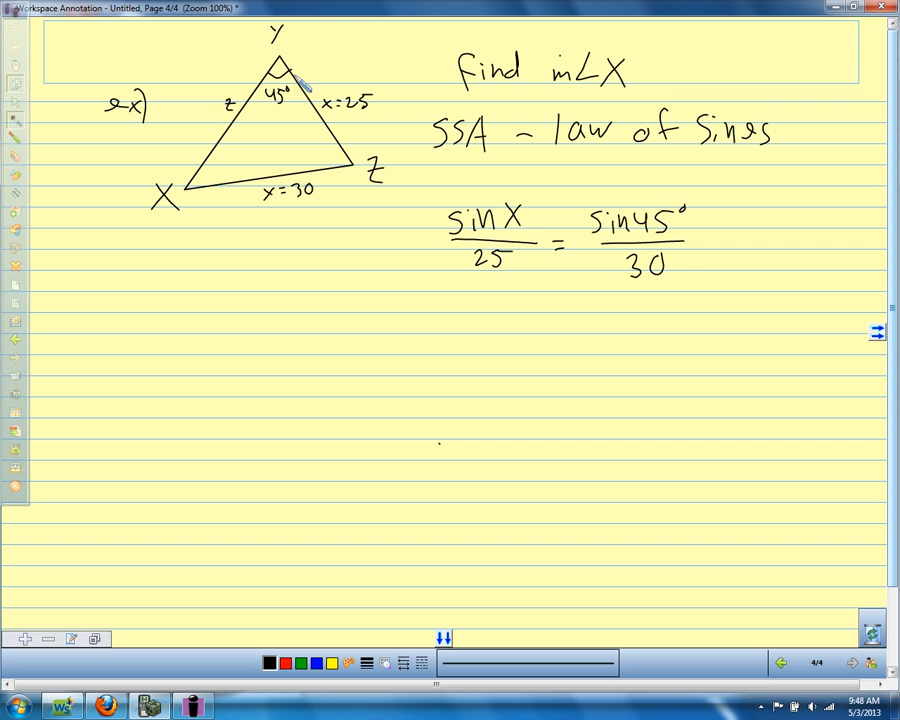 Workspace Annotation - Untitled, Page 4/4 (Zoom 100%) *
Y
Find m∠X
45°
ex)
z
x=25
SSA - law of Sines
Z
X
x=30
sin X / 25 = sin 45° / 30
4/4
9:48 AM
5/3/2013